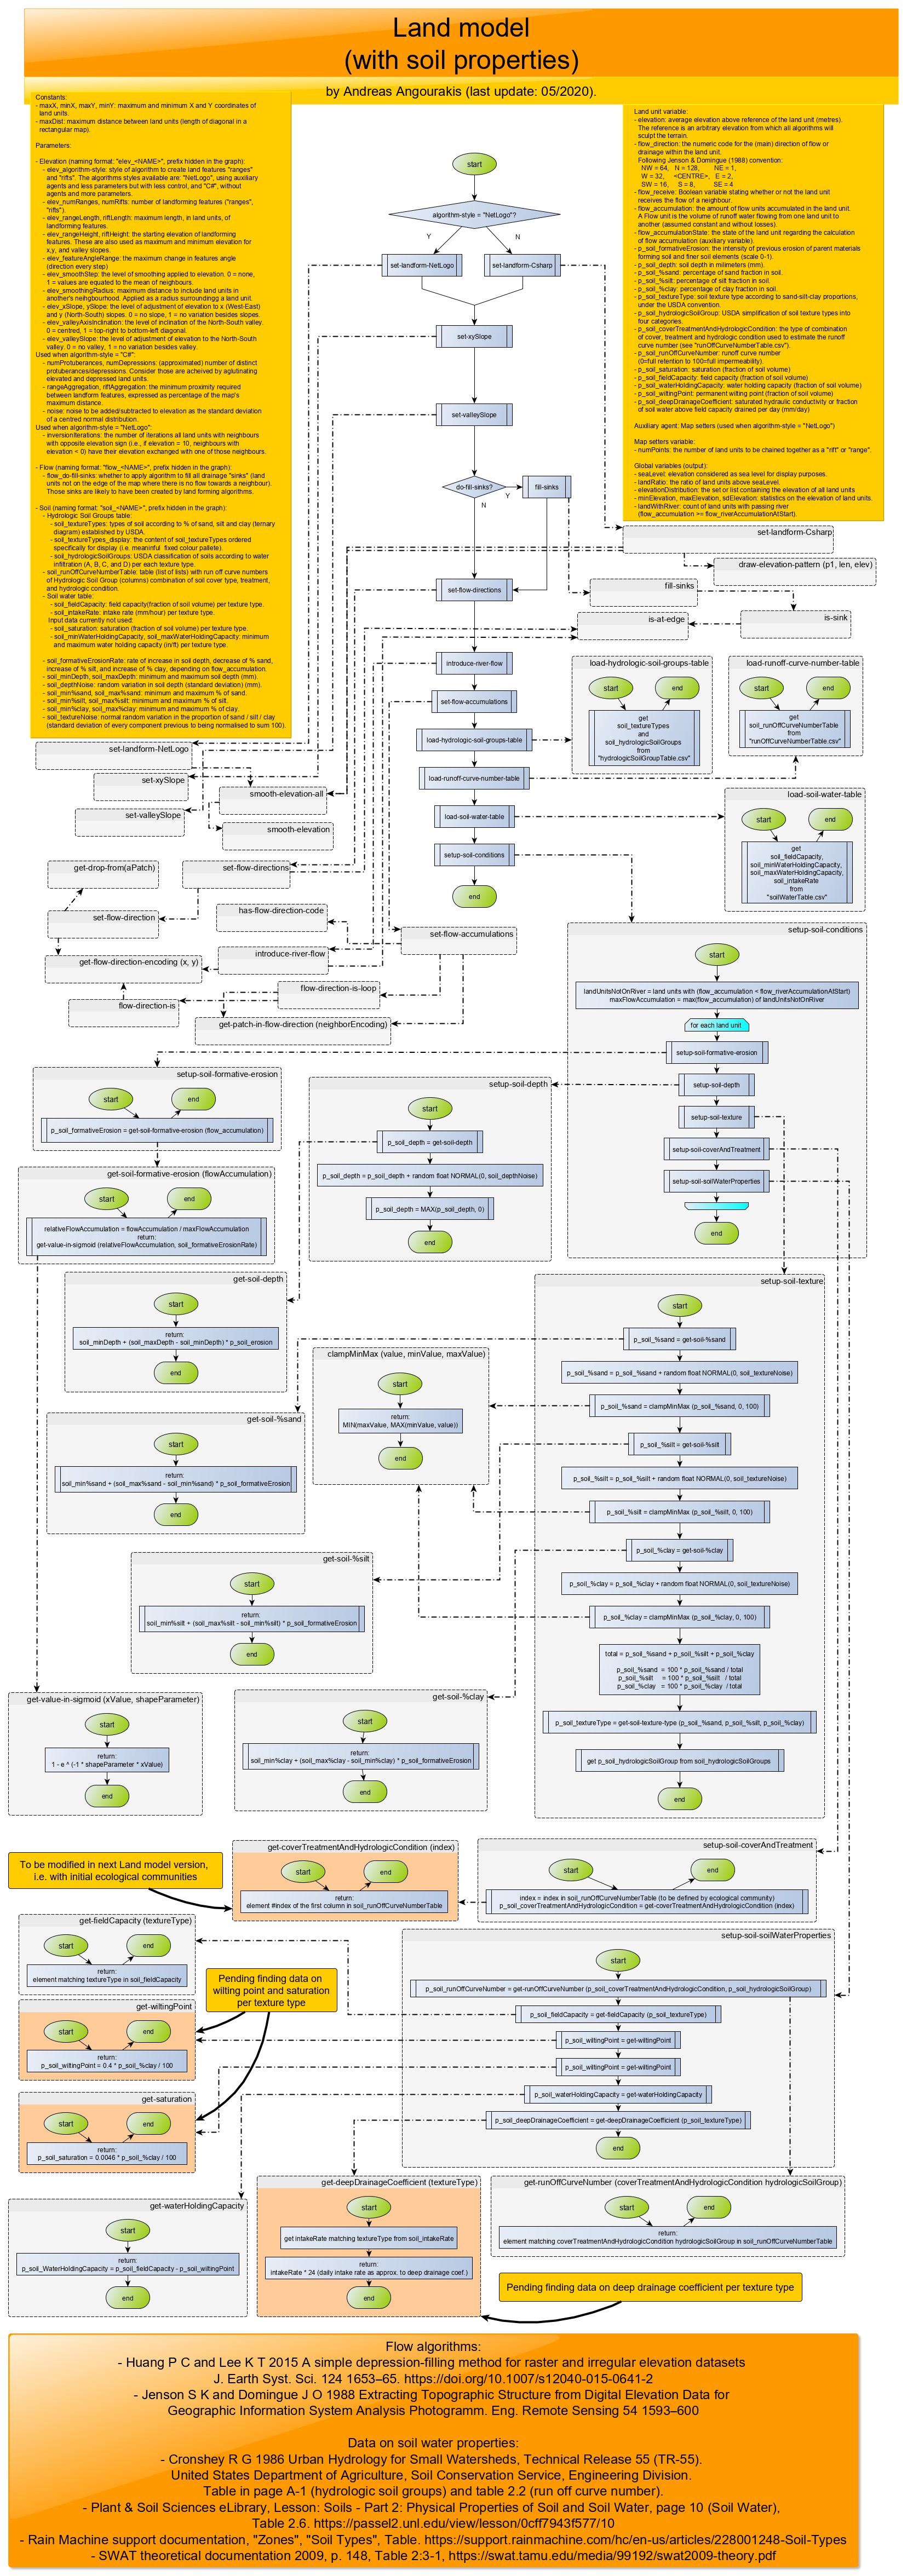 Land model
(with soil properties)
by Andreas Angourakis (last update: 05/2020).
Constants:
- maxX, minX, maxY, minY: maximum and minimum X and Y coordinates of
land units.
- maxDist: maximum distance between land units (length of diagonal in a
rectangular map).
Parameters:
- Elevation (naming format: "elev_<NAME>", prefix hidden in the graph):
- elev_algorithm-style: style of algorithm to create land features "ranges"
and "rifts". The algorithms styles available are: "NetLogo", using auxiliary
agents and less parameters but with less control, and "C#", without
agents and more parameters.
- elev_numRanges, numRifts: number of landforming features ("ranges",
"rifts").
- elev_rangeLength, riftLength: maximum length, in land units, of
landforming features.
- elev_rangeHeight, riftHeight: the starting elevation of landforming
features. These are also used as maximum and minimum elevation for
x,y, and valley slopes.
- elev_featureAngleRange: the maximum change in features angle
(direction every step)
- elev_smoothStep: the level of smoothing applied to elevation. 0 = none,
1 = values are equated to the mean of neighbours.
- elev_smoothingRadius: maximum distance to include land units in
another's neihgbourhood. Applied as a radius surroundingg a land unit.
- elev_xSlope, ySlope: the level of adjustment of elevation to x (West-East)
and y (North-South) slopes. 0 = no slope, 1 = no variation besides slopes.
- elev_valleyAxisInclination: the level of inclination of the North-South valley.
0 = centred, 1 = top-right to bottom-left diagonal.
- elev_valleySlope: the level of adjustment of elevation to the North-South
valley. 0 = no valley, 1 = no variation besides valley.
Used when algorithm-style = "C#":
- numProtuberances, numDepressions: (approximated) number of distinct
protuberances/depressions. Consider those are acheived by aglutinating
elevated and depressed land units.
- rangeAggregation, riftAggregation: the minimum proximity required
between landform features, expressed as percentage of the map's
maximum distance.
- noise: noise to be added/subtracted to elevation as the standard deviation
of a centred normal distribution.
Used when algorithm-style = "NetLogo":
- inversionIterations: the number of iterations all land units with neighbours
with opposite elevation sign (i.e., if elevation = 10, neighbours with
elevation < 0) have their elevation exchanged with one of those neighbours.
- Flow (naming format: "flow_<NAME>", prefix hidden in the graph):
- flow_do-fill-sinks: whether to apply algorithm to fill all drainage "sinks" (land
units not on the edge of the map where there is no flow towards a neighbour).
Those sinks are likely to have been created by land forming algorithms.
- Soil (naming format: "soil_<NAME>", prefix hidden in the graph):
- Hydrologic Soil Groups table:
- soil_textureTypes: types of soil according to % of sand, silt and clay (ternary
diagram) established by USDA.
- soil_textureTypes_display: the content of soil_textureTypes ordered
specifically for display (i.e. meaninful fixed colour pallete).
- soil_hydrologicSoilGroups: USDA classification of soils according to water
infiltration (A, B, C, and D) per each texture type.
- soil_runOffCurveNumberTable: table (list of lists) with run off curve numbers
of Hydrologic Soil Group (columns) combination of soil cover type, treatment,
and hydrologic condition.
- Soil water table:
- soil_fieldCapacity: field capacity(fraction of soil volume) per texture type.
- soil_intakeRate: intake rate (mm/hour) per texture type.
Input data currently not used:
- soil_saturation: saturation (fraction of soil volume) per texture type.
- soil_minWaterHoldingCapacity, soil_maxWaterHoldingCapacity: minimum
and maximum water holding capacity (in/ft) per texture type.
- soil_formativeErosionRate: rate of increase in soil depth, decrease of % sand,
increase of % silt, and increase of % clay, depending on flow_accumulation.
- soil_minDepth, soil_maxDepth: minimum and maximum soil depth (mm).
- soil_depthNoise: random variation in soil depth (standard deviation) (mm).
- soil_min%sand, soil_max%sand: minimum and maximum % of sand.
- soil_min%silt, soil_max%silt: minimum and maximum % of silt.
- soil_min%clay, soil_max%clay: minimum and maximum % of clay.
- soil_textureNoise: normal random variation in the proportion of sand / silt / clay
(standard deviation of every component previous to being normalised to sum 100).
Land unit variable:
- elevation: average elevation above reference of the land unit (metres).
The reference is an arbitrary elevation from which all algorithms will
sculpt the terrain.
- flow_direction: the numeric code for the (main) direction of flow or
drainage within the land unit.
Following Jenson & Domingue (1988) convention:
NW = 64, N = 128, NE = 1,
W = 32, <CENTRE>, E = 2,
SW = 16, S = 8, SE = 4
- flow_receive: Boolean variable stating whether or not the land unit
receives the flow of a neighbour.
- flow_accumulation: the amount of flow units accumulated in the land unit.
A Flow unit is the volume of runoff water flowing from one land unit to
another (assumed constant and without losses).
- flow_accumulationState: the state of the land unit regarding the calculation
of flow accumulation (auxiliary variable).
- p_soil_formativeErosion: the intensity of previous erosion of parent materials
forming soil and finer soil elements (scale 0-1).
- p_soil_depth: soil depth in milimeters (mm).
- p_soil_%sand: percentage of sand fraction in soil.
- p_soil_%silt: percentage of silt fraction in soil.
- p_soil_%clay: percentage of clay fraction in soil.
- p_soil_textureType: soil texture type according to sand-silt-clay proportions,
under the USDA convention.
- p_soil_hydrologicSoilGroup: USDA simplification of soil texture types into
four categories.
- p_soil_coverTreatmentAndHydrologicCondition: the type of combination
of cover, treatment and hydrologic condition used to estimate the runoff
curve number (see "runOffCurveNumberTable.csv").
- p_soil_runOffCurveNumber: runoff curve number
(0=full retention to 100=full impermeability).
- p_soil_saturation: saturation (fraction of soil volume)
- p_soil_fieldCapacity: field capacity (fraction of soil volume)
- p_soil_waterHoldingCapacity: water holding capacity (fraction of soil volume)
- p_soil_wiltingPoint: permanent wilting point (fraction of soil volume)
- p_soil_deepDrainageCoefficient: saturated hydraulic conductivity or fraction
of soil water above field capacity drained per day (mm/day)
Auxiliary agent: Map setters (used when algorithm-style = "NetLogo")
Map setters variable:
- numPoints: the number of land units to be chained together as a "rift" or "range".
Global variables (output):
- seaLevel: elevation considered as sea level for display purposes.
- landRatio: the ratio of land units above seaLevel.
- elevationDistribution: the set or list containing the elevation of all land units
- minElevation, maxElevation, sdElevation: statistics on the elevation of land units.
- landWithRiver: count of land units with passing river
(flow_accumulation >= flow_riverAccumulationAtStart).
start
algorithm-style = "NetLogo"?
Y
N
set-landform-NetLogo
set-landform-Csharp
set-xySlope
set-valleySlope
do-fill-sinks?
Y
N
fill-sinks
set-flow-directions
introduce-river-flow
set-flow-accumulations
load-hydrologic-soil-groups-table
load-runoff-curve-number-table
load-soil-water-table
setup-soil-conditions
end
set-landform-Csharp
draw-elevation-pattern (p1, len, elev)
fill-sinks
is-sink
is-at-edge
load-hydrologic-soil-groups-table
start
end
get
soil_textureTypes
and
soil_hydrologicSoilGroups
from
"hydrologicSoilGroupTable.csv"
load-runoff-curve-number-table
start
end
get
soil_runOffCurveNumberTable
from
"runOffCurveNumberTable.csv"
load-soil-water-table
start
end
get
soil_fieldCapacity,
soil_minWaterHoldingCapacity,
soil_maxWaterHoldingCapacity,
soil_intakeRate
from
"soilWaterTable.csv"
set-landform-NetLogo
set-xySlope
smooth-elevation-all
set-valleySlope
smooth-elevation
get-drop-from(aPatch)
set-flow-directions
set-flow-direction
has-flow-direction-code
set-flow-accumulations
get-flow-direction-encoding (x, y)
introduce-river-flow
flow-direction-is
flow-direction-is-loop
get-patch-in-flow-direction (neighborEncoding)
setup-soil-conditions
start
landUnitsNotOnRiver = land units with (flow_accumulation < flow_riverAccumulationAtStart)
maxFlowAccumulation = max(flow_accumulation) of landUnitsNotOnRiver
for each land unit
setup-soil-formative-erosion
setup-soil-depth
setup-soil-texture
setup-soil-coverAndTreatment
setup-soil-soilWaterProperties
end
setup-soil-formative-erosion
start
end
p_soil_formativeErosion = get-soil-formative-erosion (flow_accumulation)
get-soil-formative-erosion (flowAccumulation)
start
end
relativeFlowAccumulation = flowAccumulation / maxFlowAccumulation
return:
get-value-in-sigmoid (relativeFlowAccumulation, soil_formativeErosionRate)
setup-soil-depth
start
p_soil_depth = get-soil-depth
p_soil_depth = p_soil_depth + random float NORMAL(0, soil_depthNoise)
p_soil_depth = MAX(p_soil_depth, 0)
end
get-soil-depth
start
return:
soil_minDepth + (soil_maxDepth - soil_minDepth) * p_soil_erosion
end
clampMinMax (value, minValue, maxValue)
start
return:
MIN(maxValue, MAX(minValue, value))
end
get-soil-%sand
start
return:
soil_min%sand + (soil_max%sand - soil_min%sand) * p_soil_formativeErosion
end
setup-soil-texture
start
p_soil_%sand = get-soil-%sand
p_soil_%sand = p_soil_%sand + random float NORMAL(0, soil_textureNoise)
p_soil_%sand = clampMinMax (p_soil_%sand, 0, 100)
p_soil_%silt = get-soil-%silt
p_soil_%silt = p_soil_%silt + random float NORMAL(0, soil_textureNoise)
p_soil_%silt = clampMinMax (p_soil_%silt, 0, 100)
p_soil_%clay = get-soil-%clay
p_soil_%clay = p_soil_%clay + random float NORMAL(0, soil_textureNoise)
p_soil_%clay = clampMinMax (p_soil_%clay, 0, 100)
total = p_soil_%sand + p_soil_%silt + p_soil_%clay
p_soil_%sand = 100 * p_soil_%sand / total
p_soil_%silt = 100 * p_soil_%silt / total
p_soil_%clay = 100 * p_soil_%clay / total
p_soil_textureType = get-soil-texture-type (p_soil_%sand, p_soil_%silt, p_soil_%clay)
get p_soil_hydrologicSoilGroup from soil_hydrologicSoilGroups
end
get-soil-%silt
start
return:
soil_min%silt + (soil_max%silt - soil_min%silt) * p_soil_formativeErosion
end
get-value-in-sigmoid (xValue, shapeParameter)
start
return:
1 - e ^ (-1 * shapeParameter * xValue)
end
get-soil-%clay
start
return:
soil_min%clay + (soil_max%clay - soil_min%clay) * p_soil_formativeErosion
end
To be modified in next Land model version,
i.e. with initial ecological communities
get-coverTreatmentAndHydrologicCondition (index)
start
end
return:
element #index of the first column in soil_runOffCurveNumberTable
setup-soil-coverAndTreatment
start
end
index = index in soil_runOffCurveNumberTable (to be defined by ecological community)
p_soil_coverTreatmentAndHydrologicCondition = get-coverTreatmentAndHydrologicCondition (index)
get-fieldCapacity (textureType)
start
end
return:
element matching textureType in soil_fieldCapacity
Pending finding data on
wilting point and saturation
per texture type
get-wiltingPoint
start
end
return:
p_soil_wiltingPoint = 0.4 * p_soil_%clay / 100
get-saturation
start
end
return:
p_soil_saturation = 0.0046 * p_soil_%clay / 100
setup-soil-soilWaterProperties
start
p_soil_runOffCurveNumber = get-runOffCurveNumber (p_soil_coverTreatmentAndHydrologicCondition, p_soil_hydrologicSoilGroup)
p_soil_fieldCapacity = get-fieldCapacity (p_soil_textureType)
p_soil_wiltingPoint = get-wiltingPoint
p_soil_wiltingPoint = get-wiltingPoint
p_soil_waterHoldingCapacity = get-waterHoldingCapacity
p_soil_deepDrainageCoefficient = get-deepDrainageCoefficient (p_soil_textureType)
end
get-waterHoldingCapacity
start
return:
p_soil_WaterHoldingCapacity = p_soil_fieldCapacity - p_soil_wiltingPoint
end
get-deepDrainageCoefficient (textureType)
start
get intakeRate matching textureType from soil_intakeRate
return:
intakeRate * 24 (daily intake rate as approx. to deep drainage coef.)
end
get-runOffCurveNumber (coverTreatmentAndHydrologicCondition hydrologicSoilGroup)
start
end
return:
element matching coverTreatmentAndHydrologicCondition hydrologicSoilGroup in soil_runOffCurveNumberTable
Pending finding data on deep drainage coefficient per texture type
Flow algorithms:
- Huang P C and Lee K T 2015 A simple depression-filling method for raster and irregular elevation datasets
J. Earth Syst. Sci. 124 1653–65. https://doi.org/10.1007/s12040-015-0641-2
- Jenson S K and Domingue J O 1988 Extracting Topographic Structure from Digital Elevation Data for
Geographic Information System Analysis Photogramm. Eng. Remote Sensing 54 1593–600
Data on soil water properties:
- Cronshey R G 1986 Urban Hydrology for Small Watersheds, Technical Release 55 (TR-55).
United States Department of Agriculture, Soil Conservation Service, Engineering Division.
Table in page A-1 (hydrologic soil groups) and table 2.2 (run off curve number).
- Plant & Soil Sciences eLibrary, Lesson: Soils - Part 2: Physical Properties of Soil and Soil Water, page 10 (Soil Water),
Table 2.6. https://passel2.unl.edu/view/lesson/0cff7943f577/10
- Rain Machine support documentation, "Zones", "Soil Types", Table. https://support.rainmachine.com/hc/en-us/articles/228001248-Soil-Types
- SWAT theoretical documentation 2009, p. 148, Table 2:3-1, https://swat.tamu.edu/media/99192/swat2009-theory.pdf